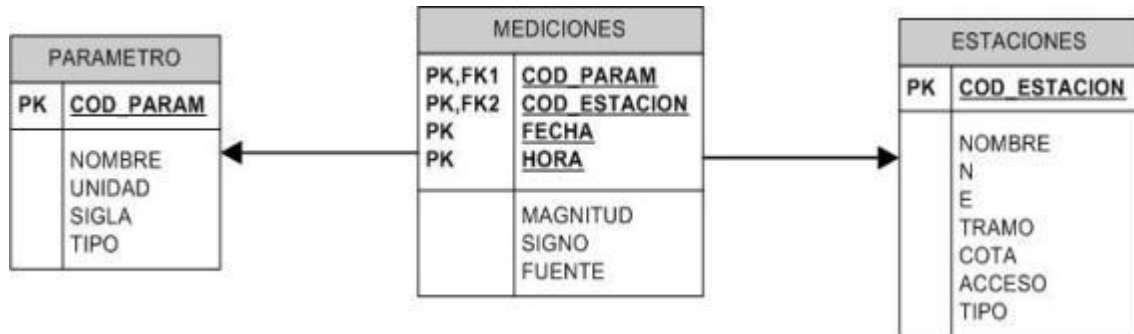 PARAMETRO
PK COD_PARAM
NOMBRE
UNIDAD
SIGLA
TIPO
MEDICIONES
PK,FK1 COD_PARAM
PK,FK2 COD_ESTACION
PK FECHA
PK HORA
MAGNITUD
SIGNO
FUENTE
ESTACIONES
PK COD_ESTACION
NOMBRE
N
E
TRAMO
COTA
ACCESO
TIPO